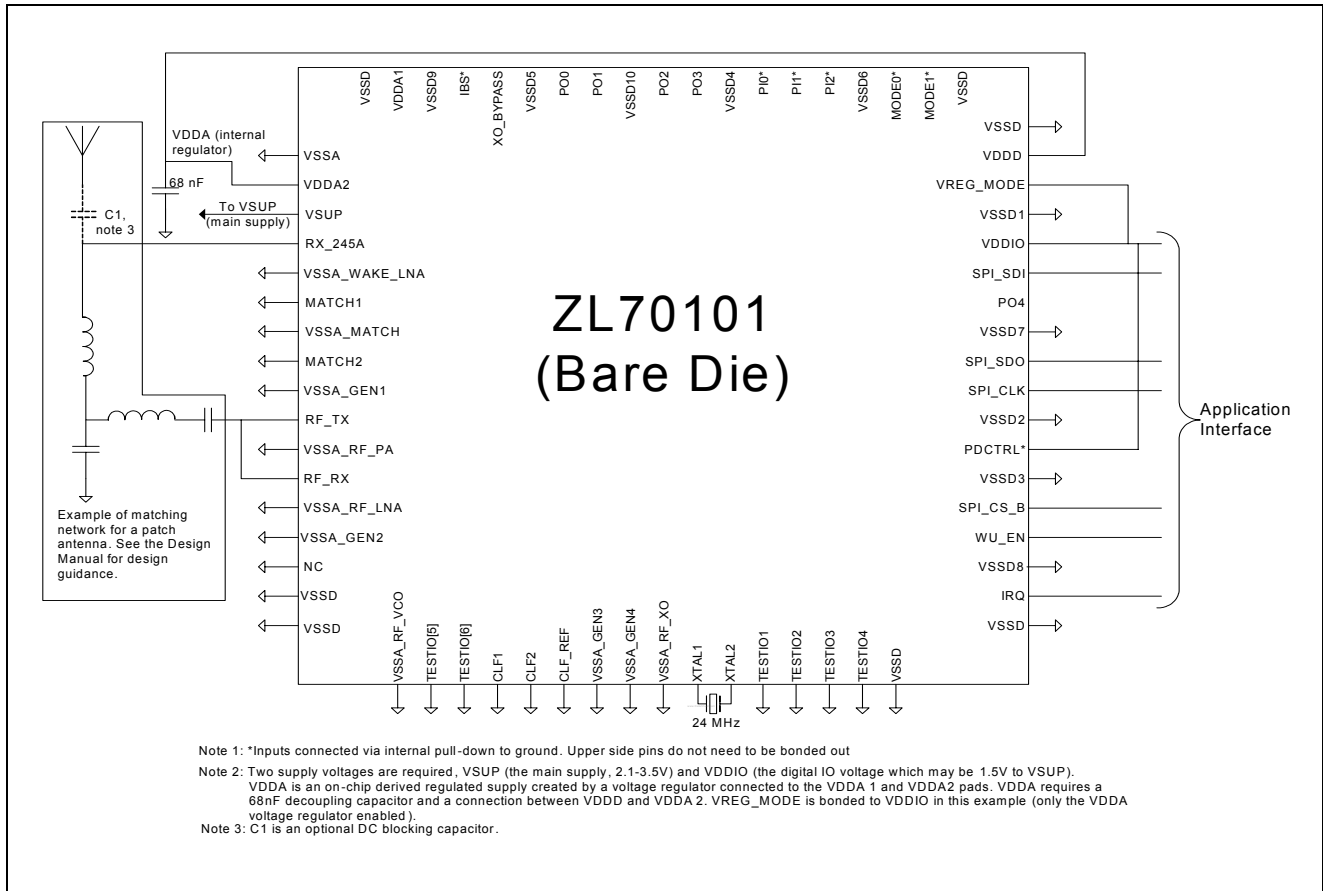 VSSD
VDDA1
VSSD9
IBS*
XO_BYPASS
VSSD5
PO0
PO1
VSSD10
PO2
PO3
VSSD4
PI0*
PI1*
PI2*
VSSD6
MODE0*
MODE1*
VSSD
VDDA (internal
regulator)
68 nF
To VSUP
(main supply)
C1,
note 3
VSSA
VDDA2
VSUP
RX_245A
VSSA_WAKE_LNA
MATCH1
VSSA_MATCH
MATCH2
VSSA_GEN1
RF_TX
VSSA_RF_PA
RF_RX
VSSA_RF_LNA
VSSA_GEN2
NC
VSSD
VSSD
Example of matching
network for a patch
antenna. See the Design
Manual for design
guidance.
ZL70101
(Bare Die)
VSSD
VDDD
VREG_MODE
VSSD1
VDDIO
SPI_SDI
PO4
VSSD7
SPI_SDO
SPI_CLK
VSSD2
PDCTRL*
VSSD3
SPI_CS_B
WU_EN
VSSD8
IRQ
VSSD
Application
Interface
VSSA_RF_VCO
TESTIO[5]
TESTIO[6]
CLF1
CLF2
CLF_REF
VSSA_GEN3
VSSA_GEN4
VSSA_RF_XO
XTAL1
XTAL2
TESTIO1
TESTIO2
TESTIO3
TESTIO4
VSSD
24 MHz
Note 1: *Inputs connected via internal pull-down to ground. Upper side pins do not need to be bonded out
Note 2: Two supply voltages are required, VSUP (the main supply, 2.1-3.5V) and VDDIO (the digital IO voltage which may be 1.5V to VSUP).
VDDA is an on-chip derived regulated supply created by a voltage regulator connected to the VDDA 1 and VDDA2 pads. VDDA requires a
68nF decoupling capacitor and a connection between VDDD and VDDA 2. VREG_MODE is bonded to VDDIO in this example (only the VDDA
voltage regulator enabled).
Note 3: C1 is an optional DC blocking capacitor.